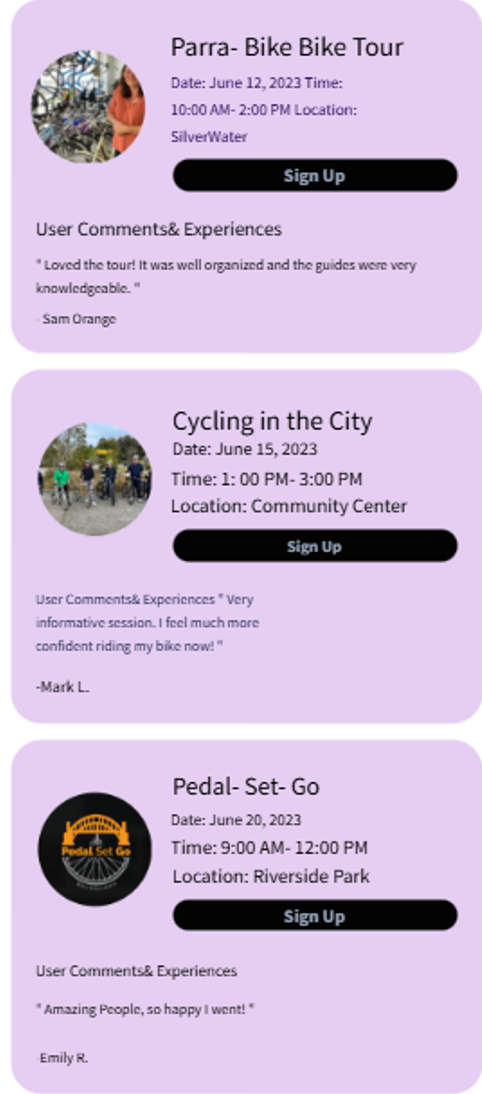 Parra- Bike Bike Tour
Date: June 12, 2023 Time:
10:00 AM- 2:00 PM Location:
SilverWater
Sign Up
User Comments& Experiences
" Loved the tour! It was well organized and the guides were very
knowledgeable. "
- Sam Orange
Cycling in the City
Date: June 15, 2023
Time: 1: 00 PM- 3:00 PM
Location: Community Center
Sign Up
User Comments& Experiences " Very
informative session. I feel much more
confident riding my bike now! "
-Mark L.
Pedal- Set- Go
Date: June 20, 2023
Time: 9:00 AM- 12:00 PM
Location: Riverside Park
Pedal Set Go
Sign Up
User Comments& Experiences
" Amazing People, so happy I went! "
-Emily R.